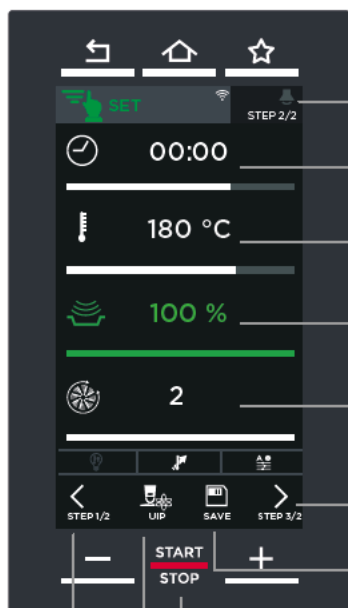 SET
STEP 2/2
00:00
180 °C
100 %
2
STEP 1/2
UIP
SAVE
STEP 3/2
START
STOP